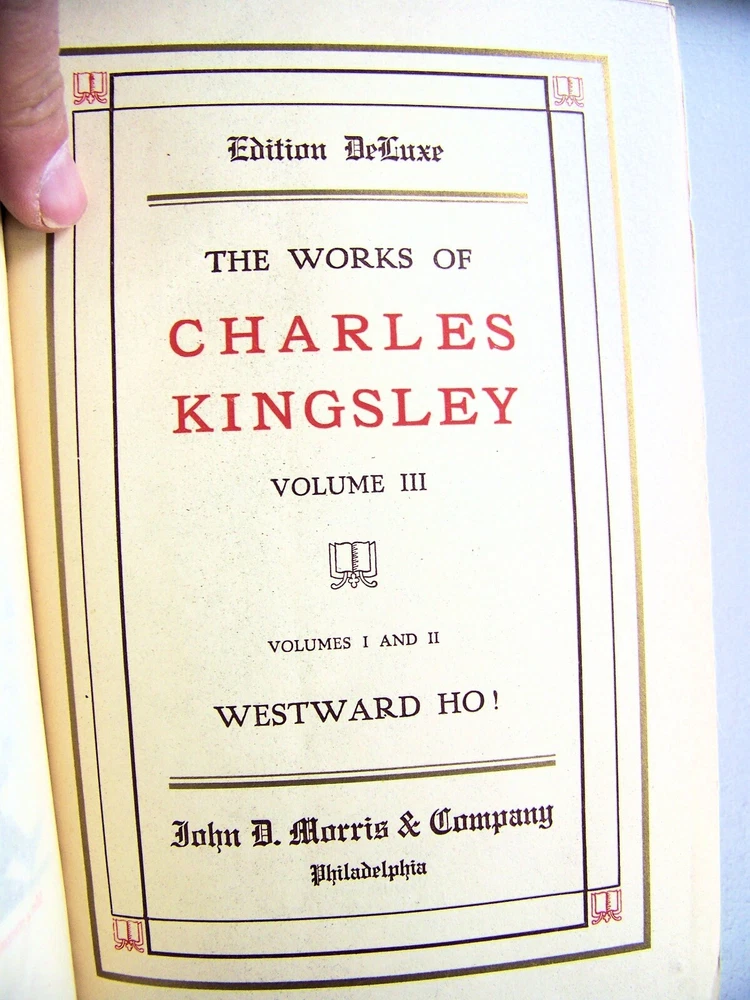 Edition DeLuxe
THE WORKS OF
CHARLES
KINGSLEY
VOLUME III
VOLUMES I AND II
WESTWARD HO!
John D. Morris & Company
Philadelphia